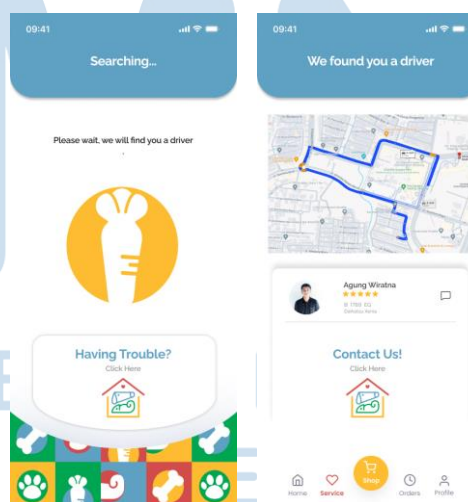 09:41
Searching...
Please wait, we will find you a driver
.
Having Trouble?
Click Here
09:41
We found you a driver
Agung Wiratna
Contact Us!
Click Here
Home
Service
Shop
Orders
Profile